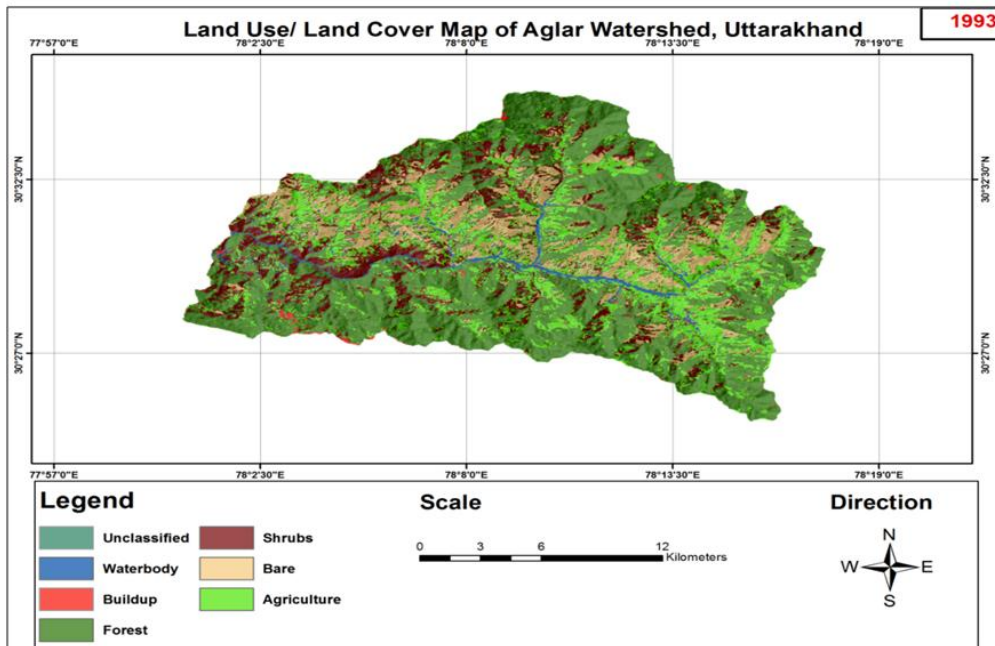 Land Use/ Land Cover Map of Aglar Watershed, Uttarakhand
1993
77°57'0"E 78°2'30"E 78°8'0"E 78°13'30"E 78°19'0"E
30°32'30"N 30°32'30"N
30°27'0"N 30°27'0"N
77°57'0"E 78°2'30"E 78°8'0"E 78°13'30"E 78°19'0"E
Legend
Unclassified
Waterbody
Buildup
Forest
Shrubs
Bare
Agriculture
Scale
0 3 6 12
Kilometers
Direction
N
W E
S